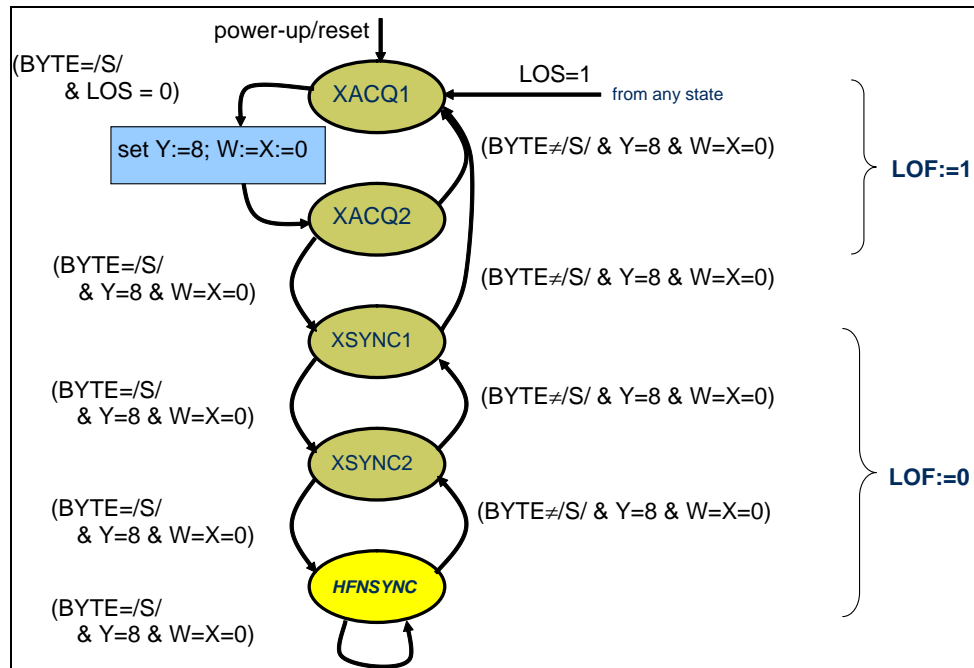 power-up/reset
(BYTE=/S/
& LOS = 0)
XACQ1
LOS=1
from any state
set Y:=8; W:=X:=0
(BYTE≠/S/ & Y=8 & W=X=0)
LOF:=1
XACQ2
(BYTE=/S/
& Y=8 & W=X=0)
(BYTE≠/S/ & Y=8 & W=X=0)
XSYNC1
(BYTE=/S/
& Y=8 & W=X=0)
(BYTE≠/S/ & Y=8 & W=X=0)
XSYNC2
LOF:=0
(BYTE=/S/
& Y=8 & W=X=0)
(BYTE≠/S/ & Y=8 & W=X=0)
HFNSYNC
(BYTE=/S/
& Y=8 & W=X=0)